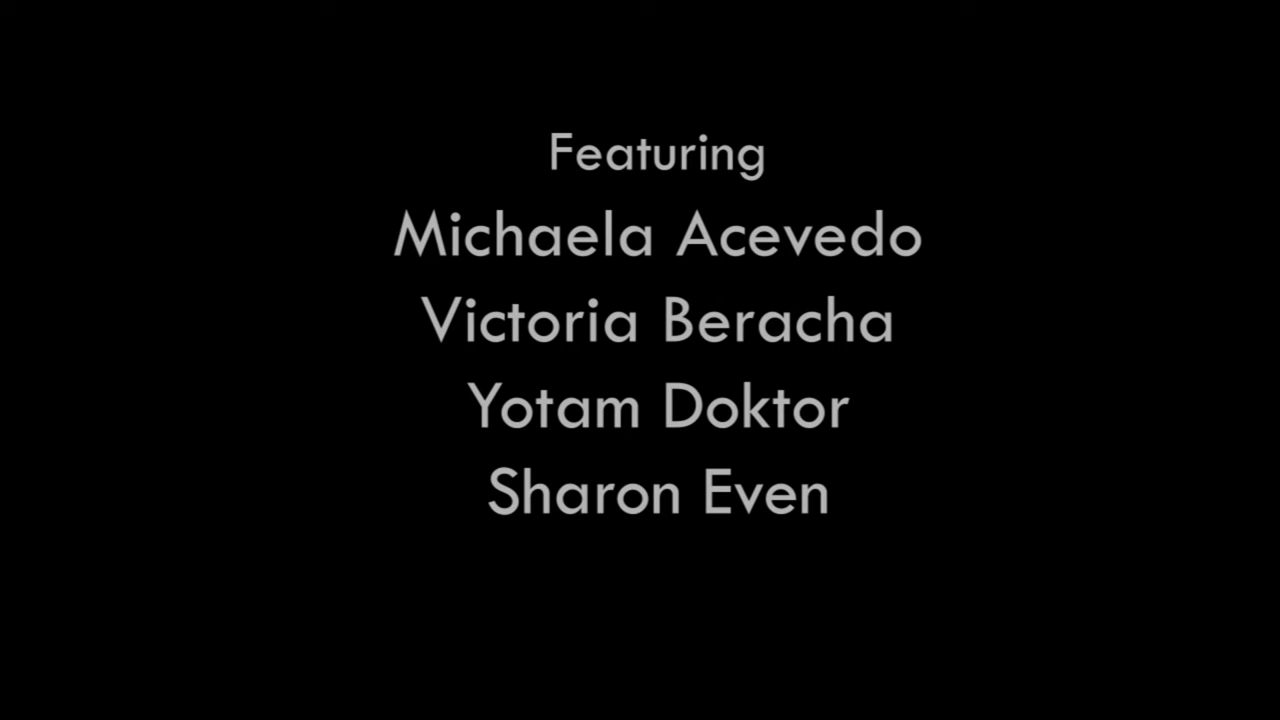 Featuring
Michaela Acevedo
Victoria Beracha
Yotam Doktor
Sharon Even